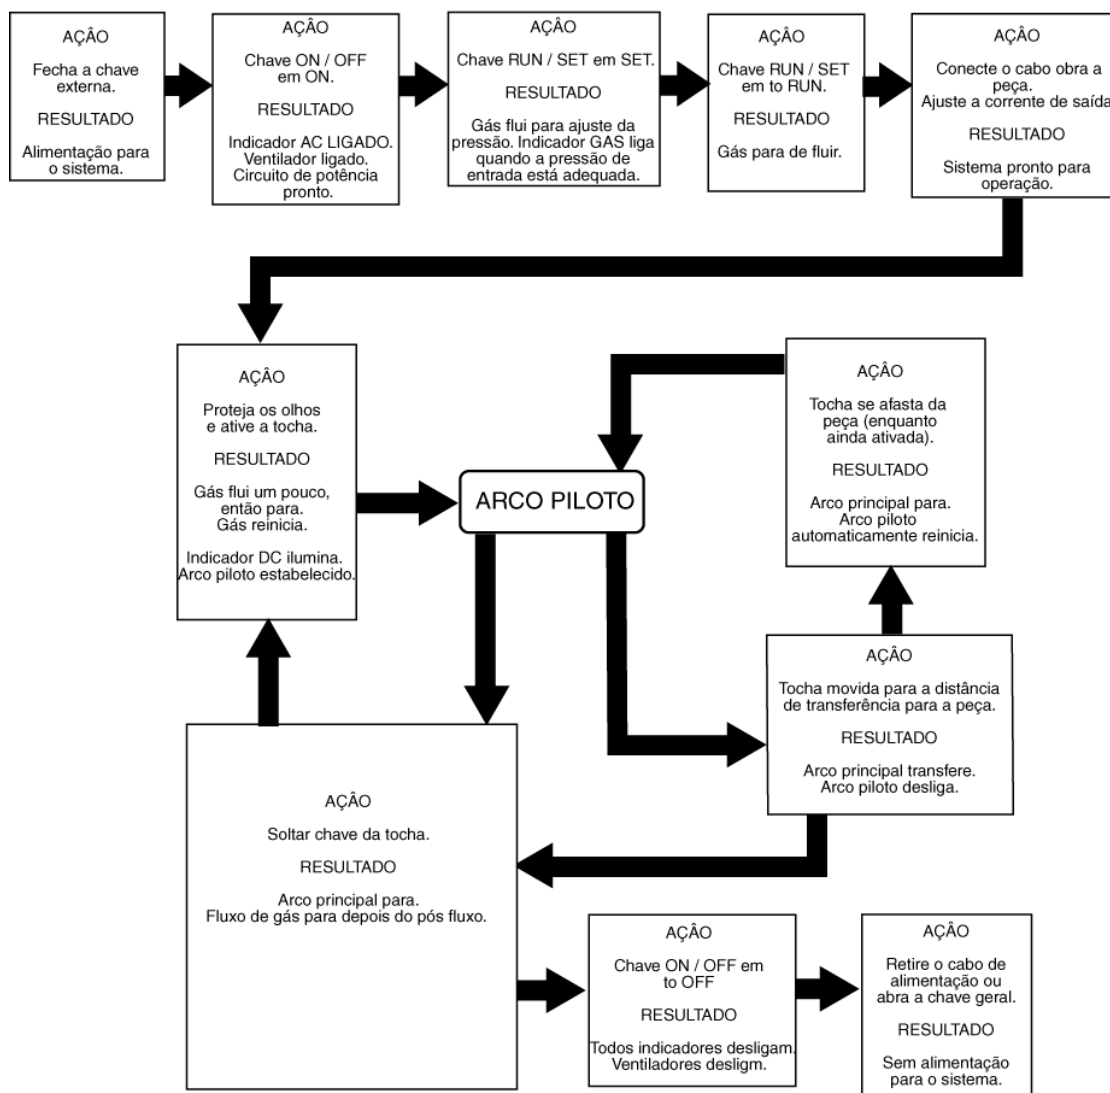 AÇÂO
Fecha a chave
externa.
RESULTADO
Alimentação para
o sistema.
AÇÂO
Chave ON / OFF
em ON.
RESULTADO
Indicador AC LIGADO.
Ventilador ligado.
Circuito de potência
pronto.
AÇÂO
Chave RUN / SET em SET.
RESULTADO
Gás flui para ajuste da
pressão. Indicador GAS liga
quando a pressão de
entrada está adequada.
AÇÂO
Chave RUN / SET
em to RUN.
RESULTADO
Gás para de fluir.
AÇÂO
Conecte o cabo obra a
peça.
Ajuste a corrente de saída
RESULTADO
Sistema pronto para
operação.
AÇÂO
Proteja os olhos
e ative a tocha.
RESULTADO
Gás flui um pouco,
então para.
Gás reinicia.
Indicador DC ilumina.
Arco piloto estabelecido.
ARCO PILOTO
AÇÂO
Tocha se afasta da
peça (enquanto
ainda ativada).
RESULTADO
Arco principal para.
Arco piloto
automaticamente reinicia.
AÇÂO
Tocha movida para a distância
de transferência para a peça.
RESULTADO
Arco principal transfere.
Arco piloto desliga.
AÇÂO
Soltar chave da tocha.
RESULTADO
Arco principal para.
Fluxo de gás para depois do pós fluxo.
AÇÂO
Chave ON / OFF em
to OFF
RESULTADO
Todos indicadores desligam.
Ventiladores desligm.
AÇÂO
Retire o cabo de
alimentação ou
abra a chave geral.
RESULTADO
Sem alimentação
para o sistema.